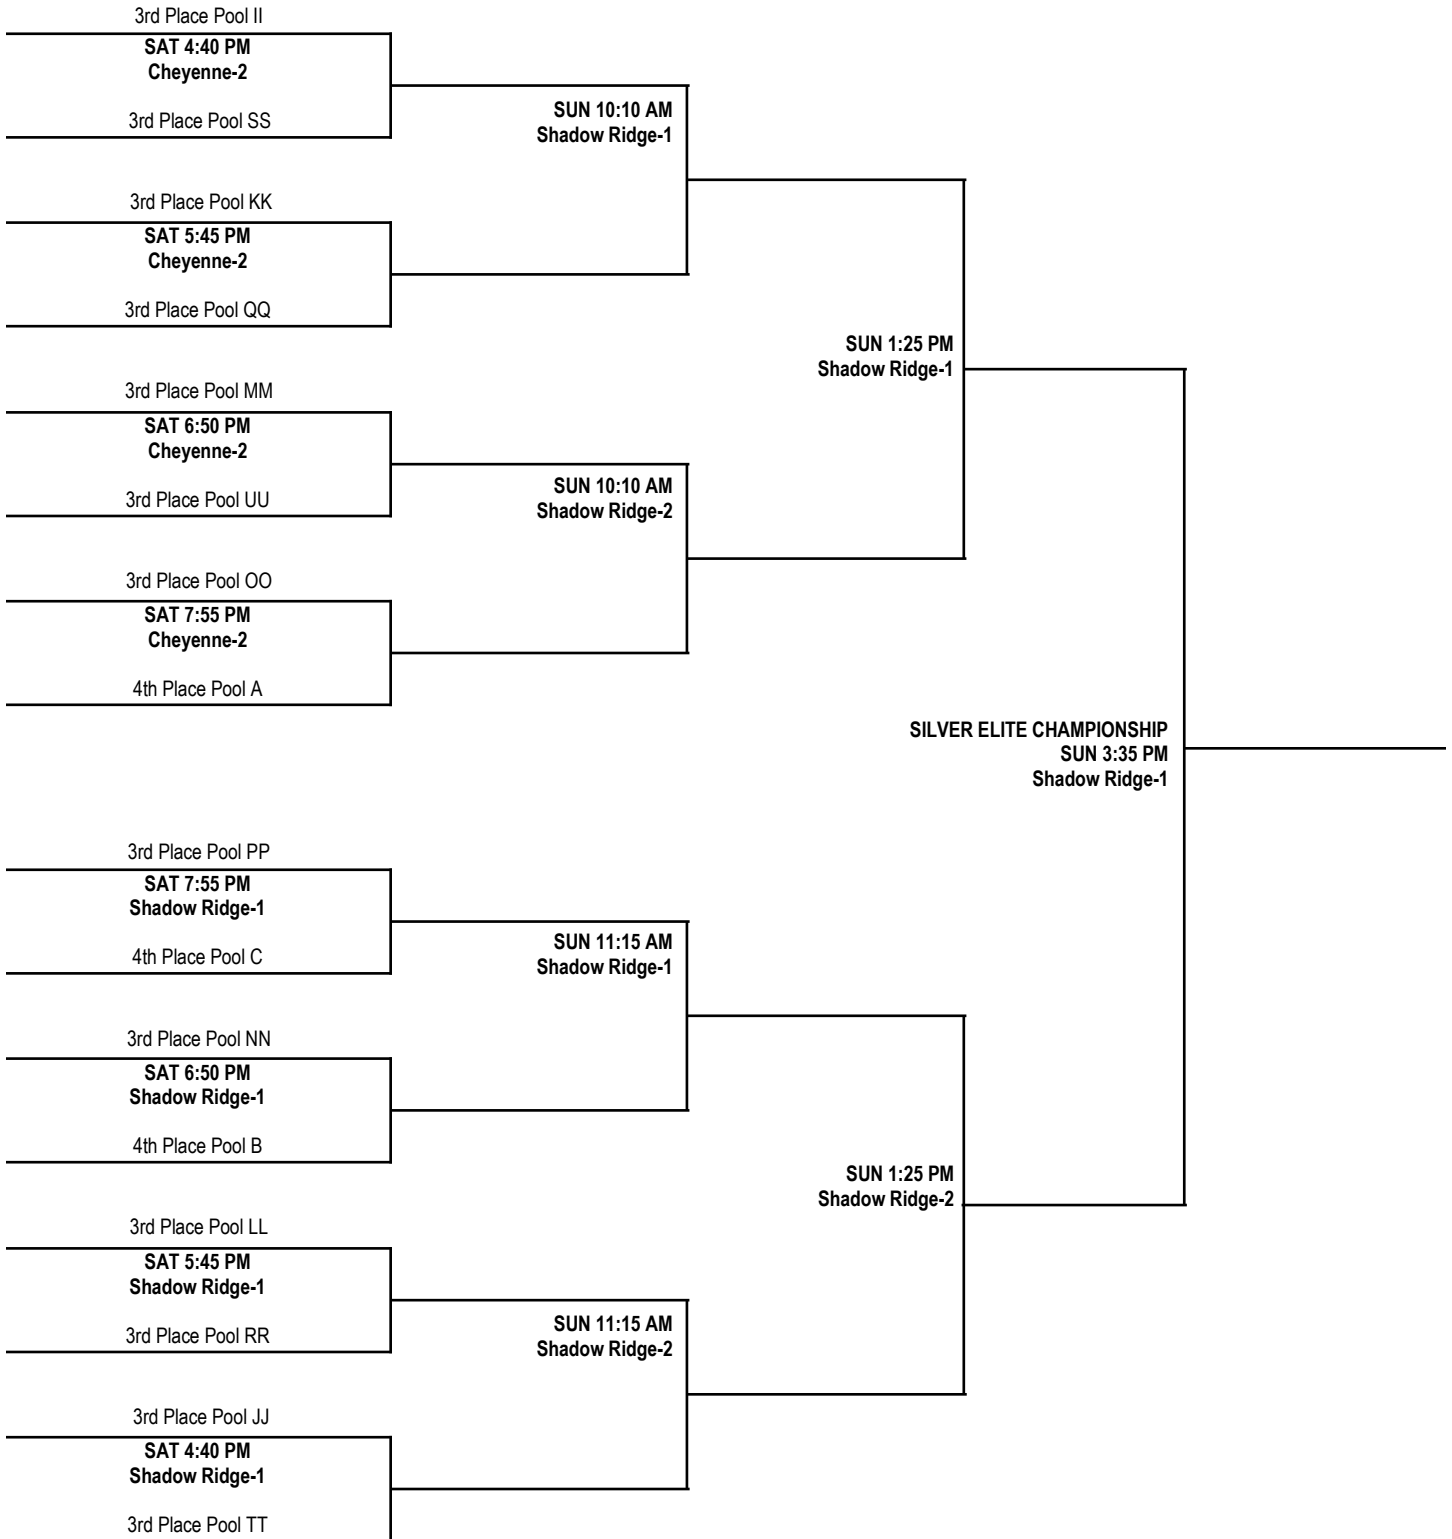 3rd Place Pool II
SAT 4:40 PM
Cheyenne-2
3rd Place Pool SS
SUN 10:10 AM
Shadow Ridge-1
3rd Place Pool KK
SAT 5:45 PM
Cheyenne-2
3rd Place Pool QQ
SUN 1:25 PM
Shadow Ridge-1
3rd Place Pool MM
SAT 6:50 PM
Cheyenne-2
3rd Place Pool UU
SUN 10:10 AM
Shadow Ridge-2
3rd Place Pool OO
SAT 7:55 PM
Cheyenne-2
4th Place Pool A
SILVER ELITE CHAMPIONSHIP
SUN 3:35 PM
Shadow Ridge-1
3rd Place Pool PP
SAT 7:55 PM
Shadow Ridge-1
4th Place Pool C
SUN 11:15 AM
Shadow Ridge-1
3rd Place Pool NN
SAT 6:50 PM
Shadow Ridge-1
4th Place Pool B
SUN 1:25 PM
Shadow Ridge-2
3rd Place Pool LL
SAT 5:45 PM
Shadow Ridge-1
3rd Place Pool RR
SUN 11:15 AM
Shadow Ridge-2
3rd Place Pool JJ
SAT 4:40 PM
Shadow Ridge-1
3rd Place Pool TT